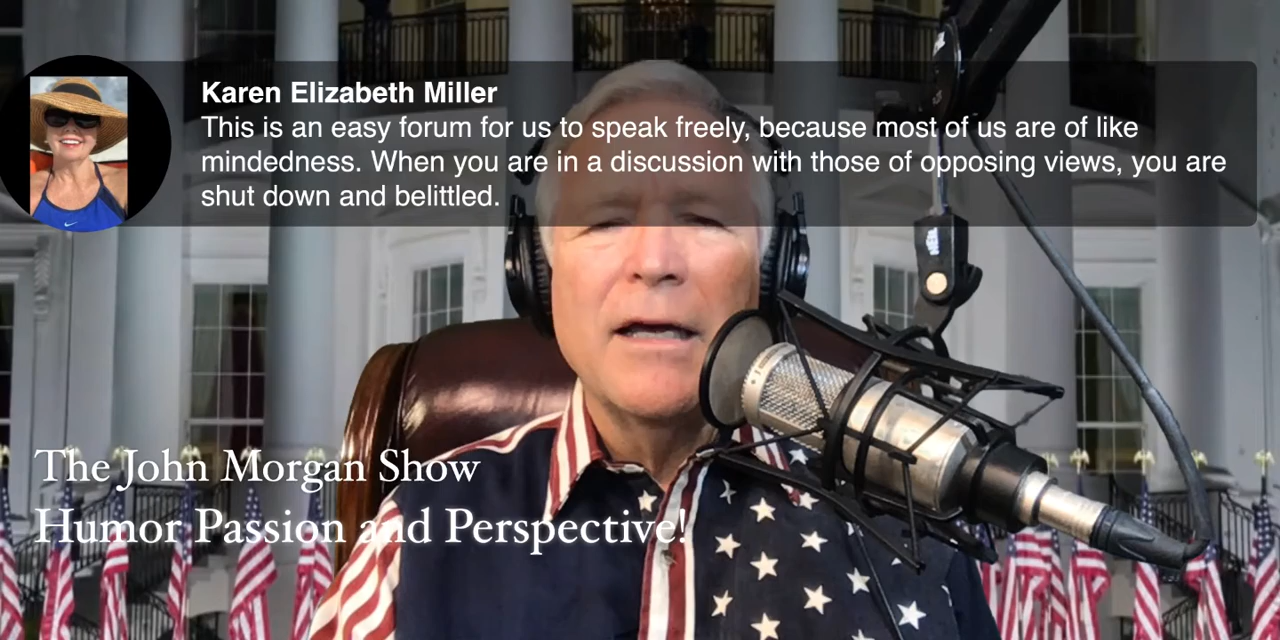 Karen Elizabeth Miller
This is an easy forum for us to speak freely, because most of us are of like
mindedness. When you are in a discussion with those of opposing views, you are
shut down and belittled.
The John Morgan Show
Humor Passion and Perspective!